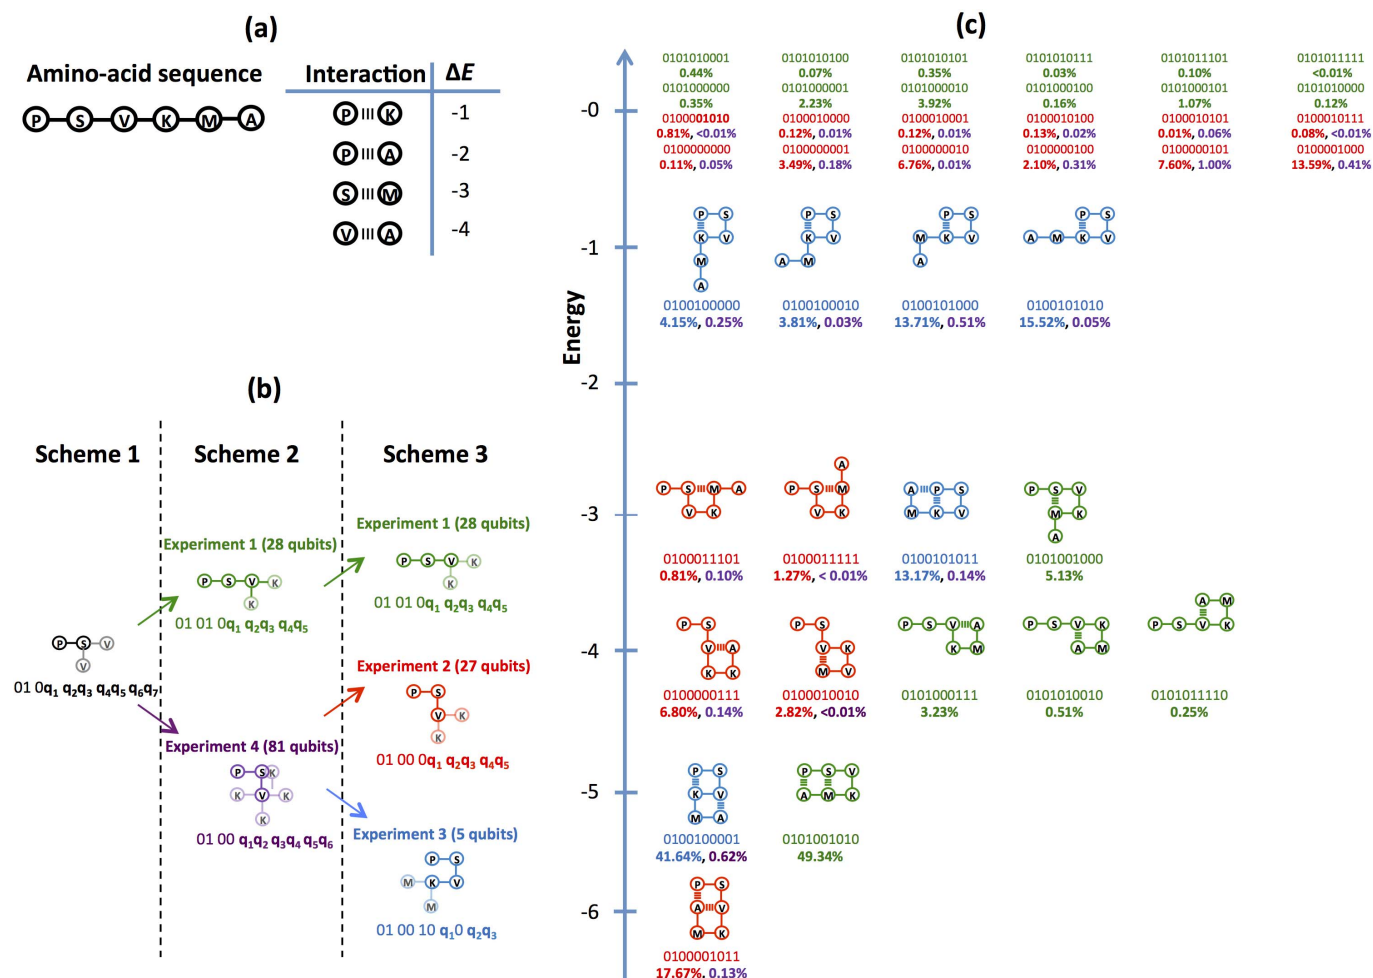 (a)
Amino-acid sequence
P S V K M A
Interaction ΔE
P K -1
P A -2
S M -3
V A -4
(b)
Scheme 1 Scheme 2 Scheme 3
Experiment 1 (28 qubits)
P S V K
K
01 01 0q1 q2q3 q4q5
Experiment 1 (28 qubits)
P S V K
K
01 01 0q1 q2q3 q4q5
P S V
V
01 0q1 q2q3 q4q5 q6q7
Experiment 2 (27 qubits)
P S
V K
K
01 00 0q1 q2q3 q4q5
Experiment 4 (81 qubits)
P S K
K V K
K
01 00 q1q2 q3q4 q5q6
Experiment 3 (5 qubits)
P S
M K V
M
01 00 10 q10 q2q3
(c)
Energy
-0
0101010001 0101010100 0101010101 0101010111 0101011101 0101011111
0.44% 0.07% 0.35% 0.03% 0.10% <0.01%
0101000000 0101000001 0101000010 0101000100 0101000101 0101010000
0.35% 2.23% 3.92% 0.16% 1.07% 0.12%
0100001010 0100010000 0100010001 0100010100 0100010101 0100010111
0.81%, <0.01% 0.12%, 0.01% 0.12%, 0.01% 0.13%, 0.02% 0.01%, 0.06% 0.08%, <0.01%
0100000000 0100000001 0100000010 0100000100 0100000101 0100001000
0.11%, 0.05% 3.49%, 0.18% 6.76%, 0.01% 2.10%, 0.31% 7.60%, 1.00% 13.59%, 0.41%
-1
P S P S P S P S
K V K V M K V A M K V
M A M A
A
0100100000 0100100010 0100101000 0100101010
4.15%, 0.25% 3.81%, 0.03% 13.71%, 0.51% 15.52%, 0.05%
-2
-3
A
P S M A P S M A P S P S V
V K V K M K V M K
A
0100011101 0100011111 0100101011 0101001000
0.81%, 0.10% 1.27%, < 0.01% 13.17%, 0.14% 5.13%
-4
A M
P S P S P S V A P S V K P S V K
V A V K K M A M
K K M V
0100000111 0100010010 0101000111 0101010010 0101011110
6.80%, 0.14% 2.82%, <0.01% 3.23% 0.51% 0.25%
-5
P S P S V
K V A M K
M A
0100100001 0101001010
41.64%, 0.62% 49.34%
-6
P S
A V
M K
0100001011
17.67%, 0.13%